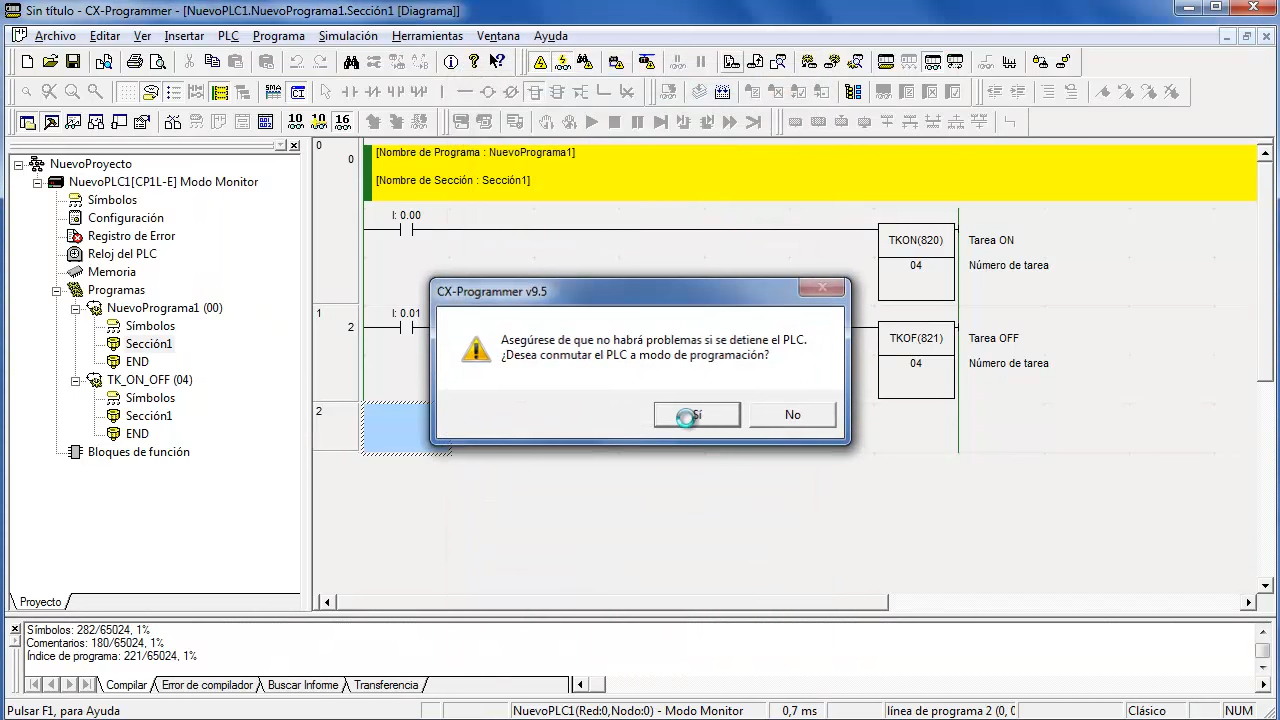 Sin título - CX-Programmer - [NuevoPLC1.NuevoPrograma1.Sección1 [Diagrama]]
Archivo Editar Ver Insertar PLC Programa Simulación Herramientas Ventana Ayuda
SMA
10 10 16
NuevoProyecto
NuevoPLC1[CP1L-E] Modo Monitor
Símbolos
Configuración
Registro de Error
Reloj del PLC
Memoria
Programas
NuevoPrograma1 (00)
Símbolos
Sección1
END
TK_ON_OFF (04)
Símbolos
Sección1
END
Bloques de función
Proyecto
0
0
[Nombre de Programa : NuevoPrograma1]
[Nombre de Sección : Sección1]
I: 0.00
TKON(820) Tarea ON
04 Número de tarea
1
2
I: 0.01
TKOF(821) Tarea OFF
04 Número de tarea
2
CX-Programmer v9.5
Asegúrese de que no habrá problemas si se detiene el PLC.
¿Desea conmutar el PLC a modo de programación?
Sí No
Símbolos: 282/65024, 1%
Comentarios: 180/65024, 1%
Índice de programa: 221/65024, 1%
Compilar Error de compilador Buscar Informe Transferencia
Pulsar F1, para Ayuda NuevoPLC1(Red:0,Nodo:0) - Modo Monitor 0,7 ms línea de programa 2 (0, 0 Clásico NUM